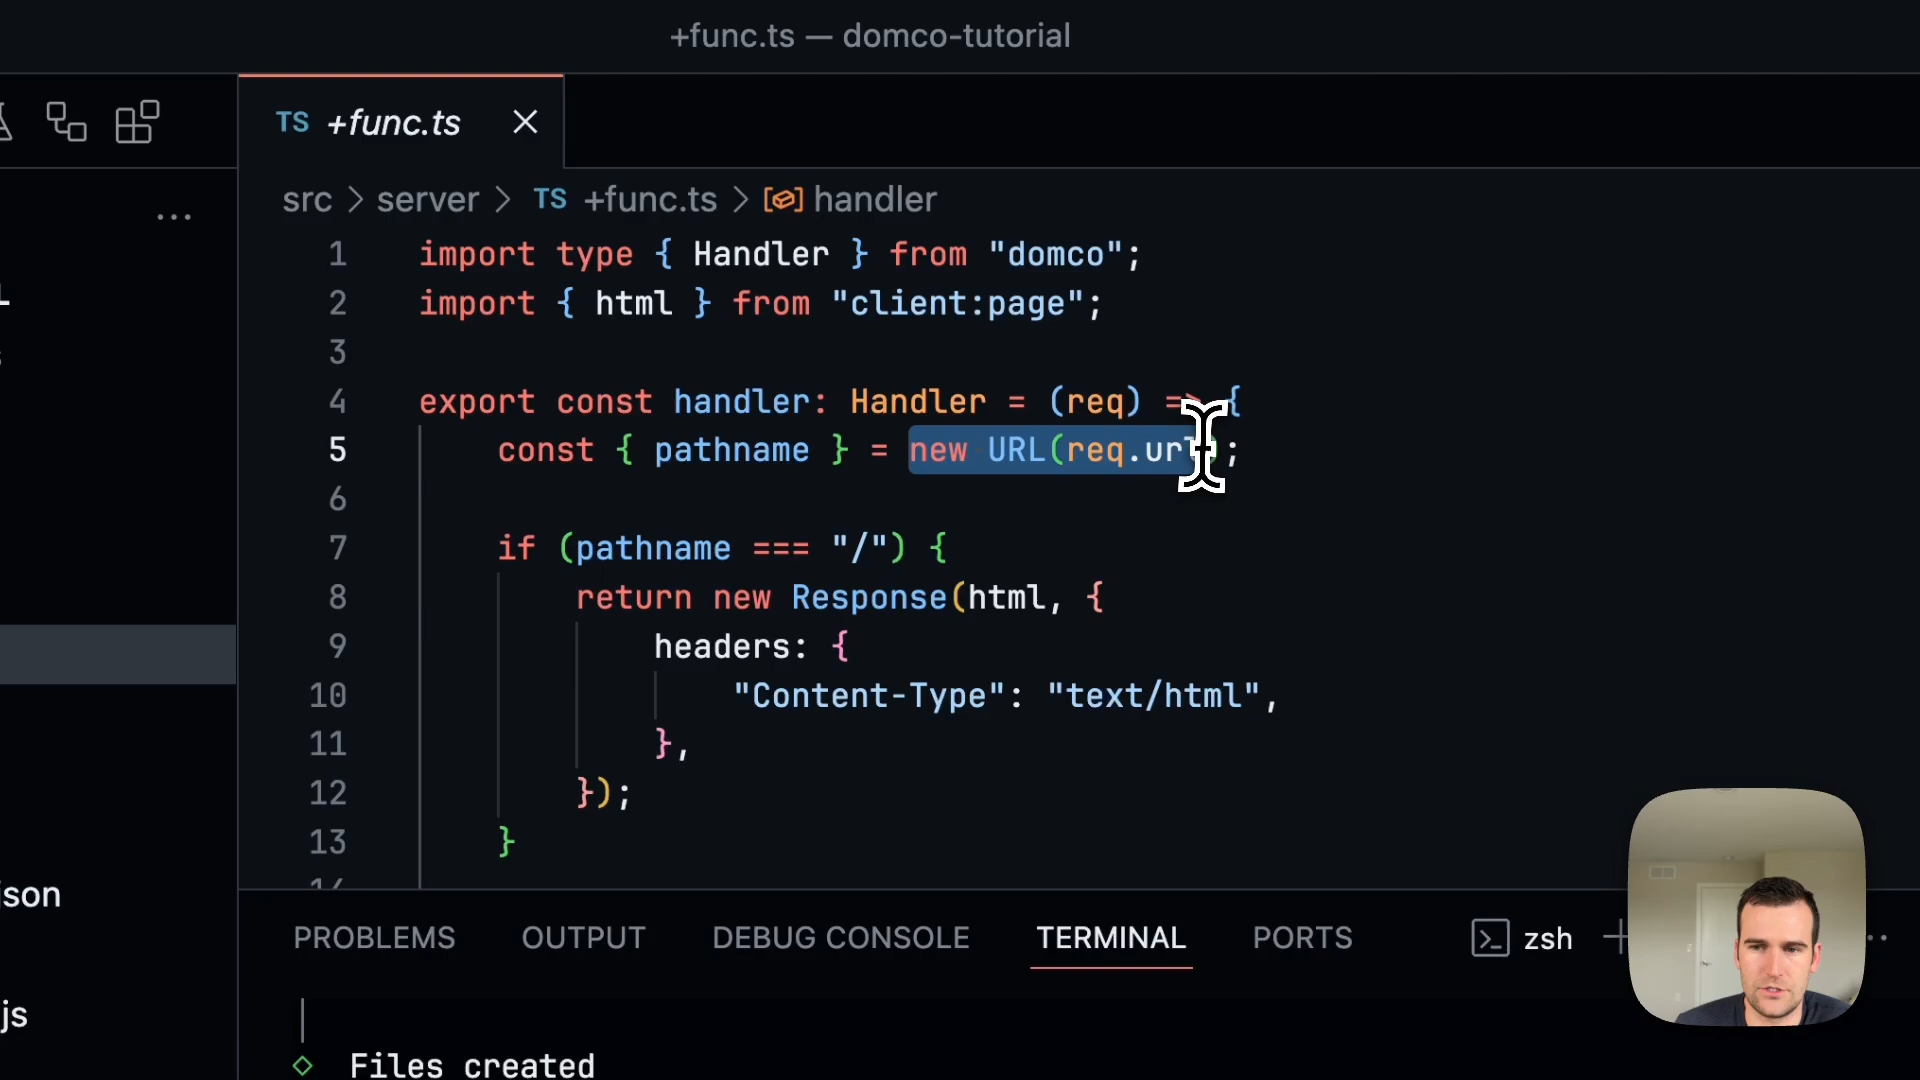 +func.ts — domco-tutorial
TS +func.ts
src > server > TS +func.ts > handler
1 import type { Handler } from "domco";
2 import { html } from "client:page";
3
4 export const handler: Handler = (req) => {
5 const { pathname } = new URL(req.url);
6
7 if (pathname === "/") {
8 return new Response(html, {
9 headers: {
10 "Content-Type": "text/html",
11 },
12 });
13 }
14
json
js
PROBLEMS OUTPUT DEBUG CONSOLE TERMINAL PORTS zsh
Files created